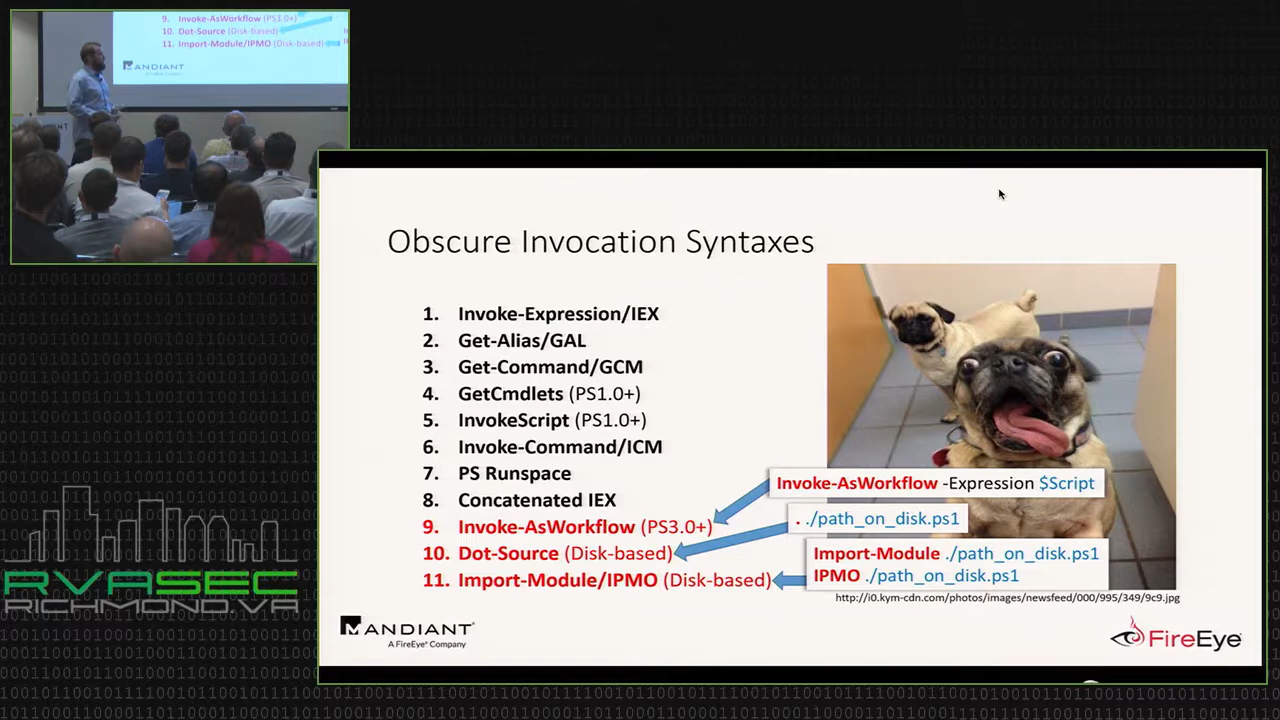 9. Invoke-AsWorkflow (PS3.0+)
10. Dot-Source (Disk-based)
11. Import-Module/IPMO (Disk-based)
MANDIANT
Obscure Invocation Syntaxes
1. Invoke-Expression/IEX
2. Get-Alias/GAL
3. Get-Command/GCM
4. GetCmdlets (PS1.0+)
5. InvokeScript (PS1.0+)
6. Invoke-Command/ICM
7. PS Runspace
8. Concatenated IEX
9. Invoke-AsWorkflow (PS3.0+)
10. Dot-Source (Disk-based)
11. Import-Module/IPMO (Disk-based)
Invoke-AsWorkflow -Expression $Script
. ./path_on_disk.ps1
Import-Module ./path_on_disk.ps1
IPMO ./path_on_disk.ps1
http://i0.kym-cdn.com/photos/images/newsfeed/000/995/349/9c9.jpg
MANDIANT®
A FireEye® Company
FireEye
RVASEC
RICHMOND.VA